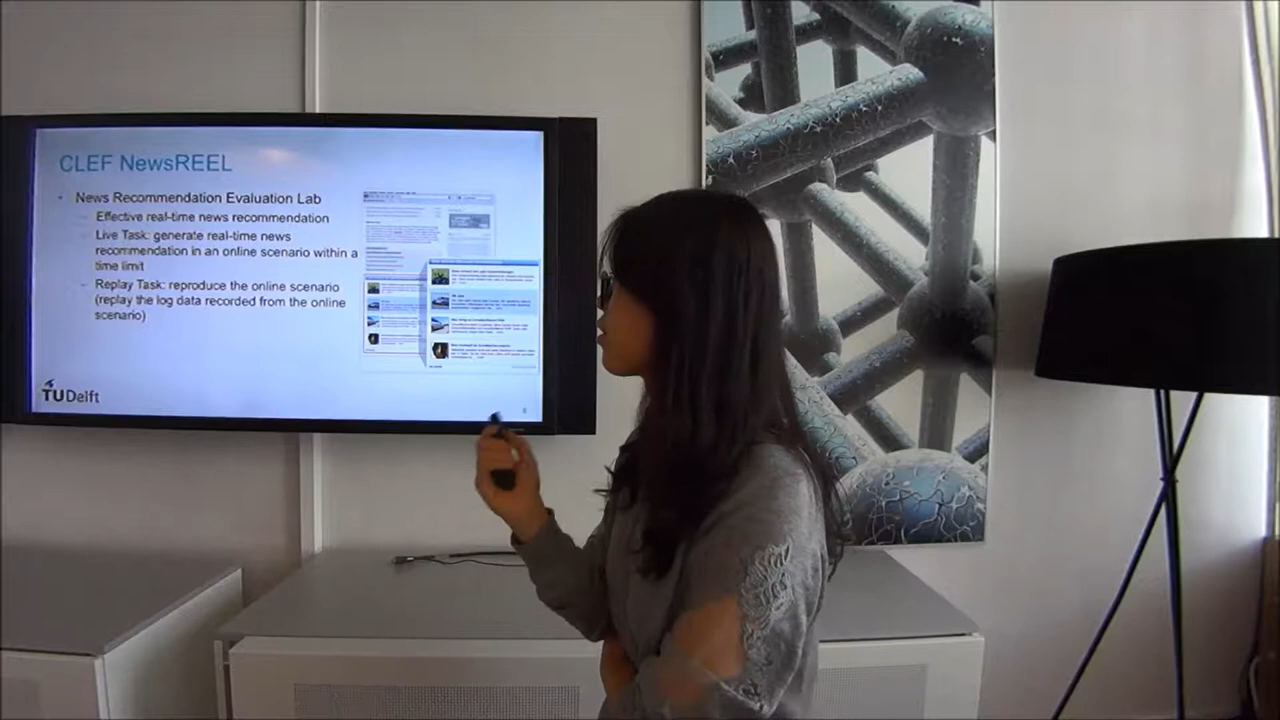 CLEF NewsREEL
• News Recommendation Evaluation Lab
– Effective real-time news recommendation
– Live Task: generate real-time news
recommendation in an online scenario within a
time limit
– Replay Task: reproduce the online scenario
(replay the log data recorded from the online
scenario)
TU Delft